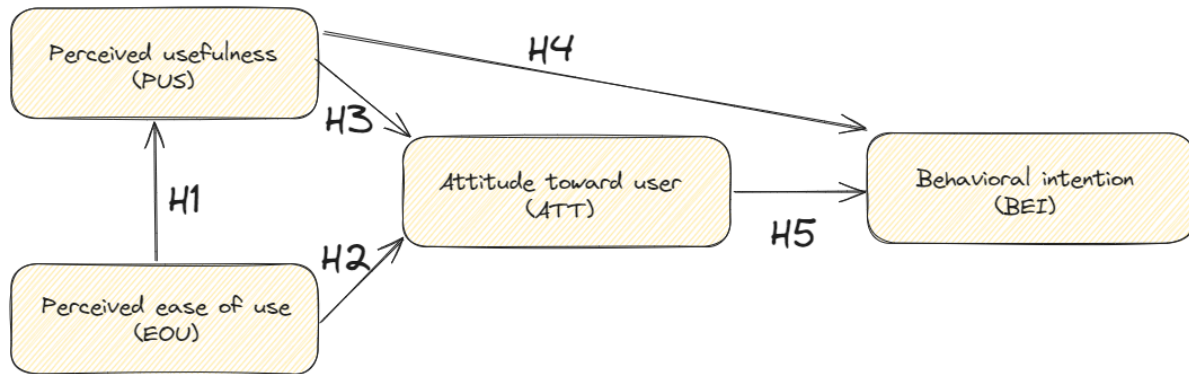 Perceived usefulness
(PUS)
H4
H3
Attitude toward user
(ATT)
Behavioral intention
(BEI)
H1
H5
H2
Perceived ease of use
(EOU)